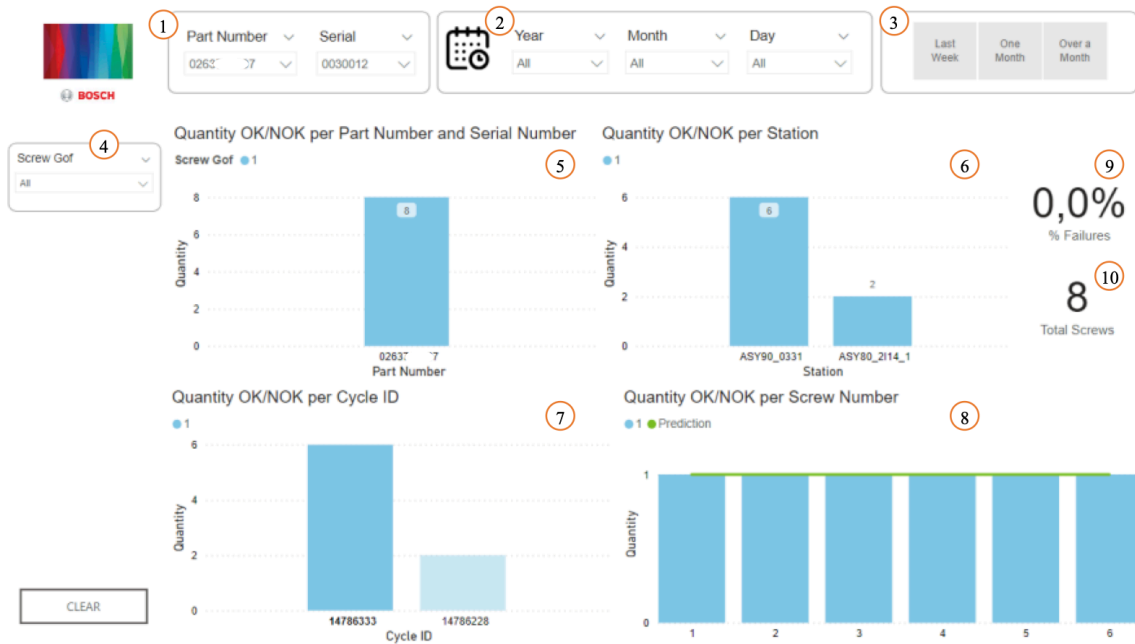 1
2
3
Part Number
Serial
Year
Month
Day
0030012
All
All
All
Last Week
One Month
Over a Month
BOSCH
4
Screw Gof
All
Quantity OK/NOK per Part Number and Serial Number
Screw Gof 1
5
8
6
4
2
0
Quantity
8
Part Number
Quantity OK/NOK per Station
1
6
6
4
2
0
Quantity
6
2
ASY90_0331
ASY80_2I14_1
Station
9
0,0%
% Failures
10
8
Total Screws
Quantity OK/NOK per Cycle ID
1
7
6
4
2
0
Quantity
14786333
14786228
Cycle ID
Quantity OK/NOK per Screw Number
1 Prediction
8
1
0
Quantity
1 2 3 4 5 6
CLEAR